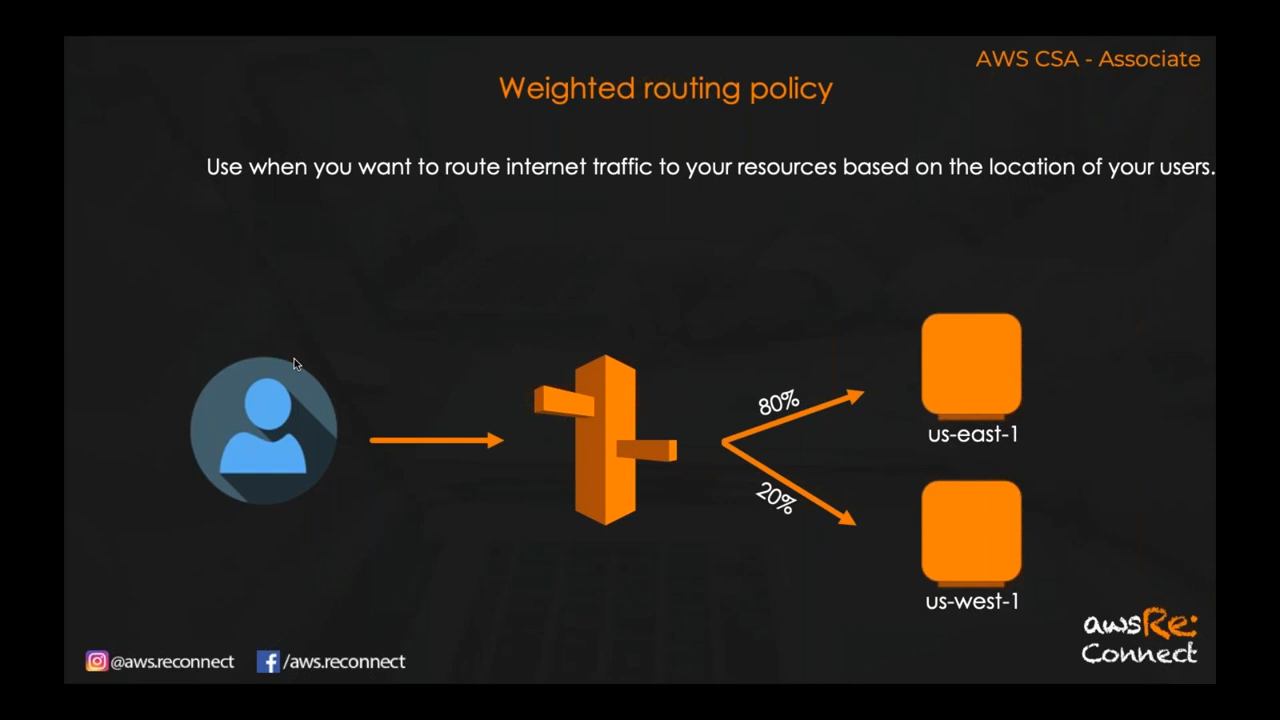 AWS CSA - Associate
Weighted routing policy
Use when you want to route internet traffic to your resources based on the location of your users.
80%
us-east-1
20%
us-west-1
awsRe:
Connect
@aws.reconnect
/aws.reconnect